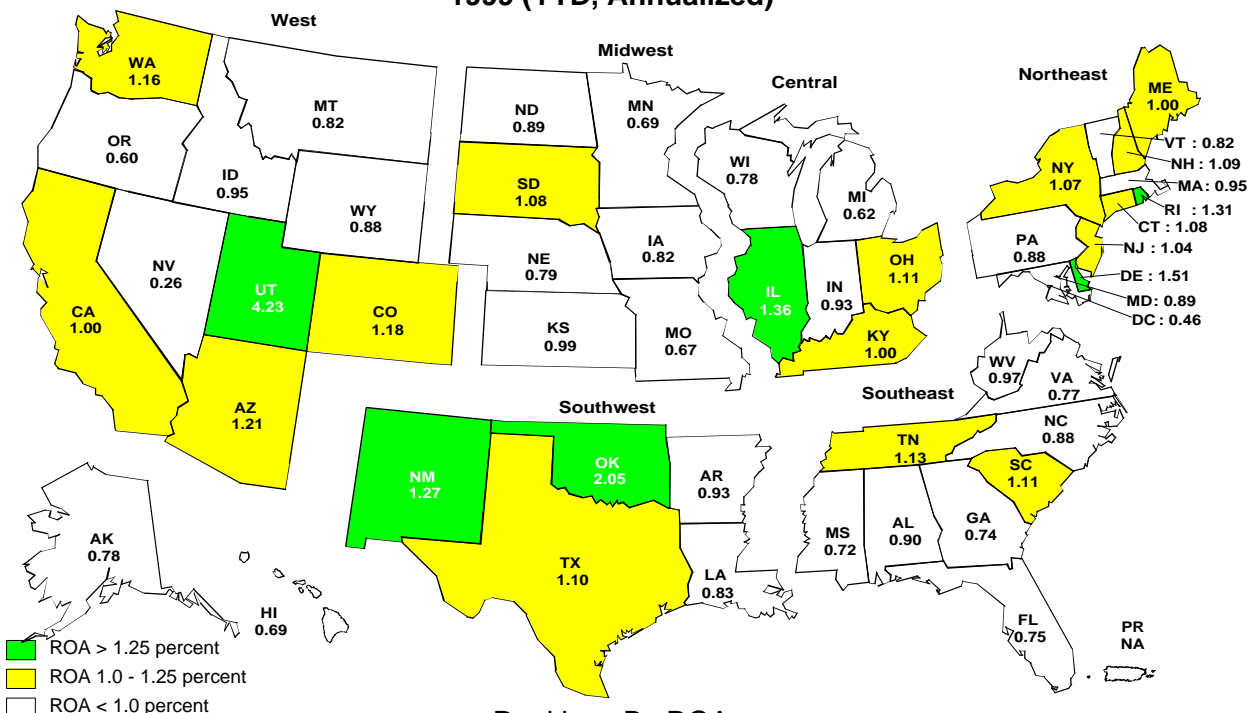 1999 (YTD, Annualized)
West
Midwest
Central
Northeast
WA
1.16
OR
0.60
MT
0.82
ID
0.95
WY
0.88
ND
0.89
SD
1.08
NE
0.79
KS
0.99
MN
0.69
IA
0.82
MO
0.67
WI
0.78
MI
0.62
IL
1.36
IN
0.93
OH
1.11
KY
1.00
ME
1.00
VT : 0.82
NH : 1.09
MA : 0.95
RI : 1.31
CT : 1.08
NJ : 1.04
DE : 1.51
MD : 0.89
DC : 0.46
NY
1.07
PA
0.88
CA
1.00
NV
0.26
UT
4.23
CO
1.18
AZ
1.21
Southwest
NM
1.27
OK
2.05
AR
0.93
TX
1.10
LA
0.83
Southeast
WV
0.97
VA
0.77
NC
0.88
TN
1.13
SC
1.11
MS
0.72
AL
0.90
GA
0.74
FL
0.75
PR
NA
AK
0.78
HI
0.69
ROA > 1.25 percent
ROA 1.0 - 1.25 percent
ROA < 1.0 percent